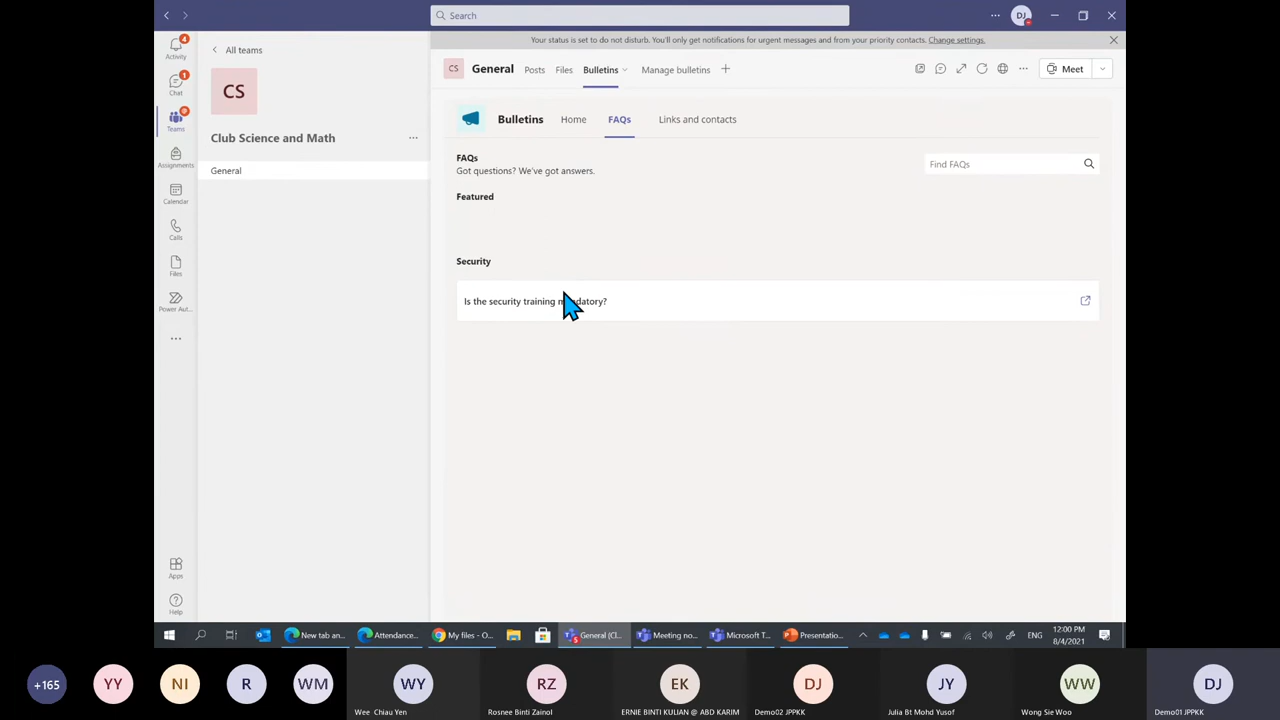 Search
DJ
Your status is set to do not disturb. You'll only get notifications for urgent messages and from your priority contacts. Change settings.
4
Activity
1
Chat
Teams
Assignments
Calendar
Calls
Files
Power Aut...
Apps
Help
All teams
CS
Club Science and Math
General
CS
General
Posts
Files
Bulletins
Manage bulletins
Meet
Bulletins
Home
FAQs
Links and contacts
FAQs
Got questions? We've got answers.
Find FAQs
Featured
Security
Is the security training mandatory?
New tab an...
Attendance...
My files - O...
General (Cl...
Meeting no...
Microsoft T...
Presentatio...
ENG
12:00 PM
8/4/2021
+165
YY
NI
R
WM
WY
Wee Chiau Yen
RZ
Rosnee Binti Zainol
EK
ERNIE BINTI KULIAN @ ABD KARIM
DJ
Demo02 JPPKK
JY
Julia Bt Mohd Yusof
WW
Wong Sie Woo
DJ
Demo01 JPPKK